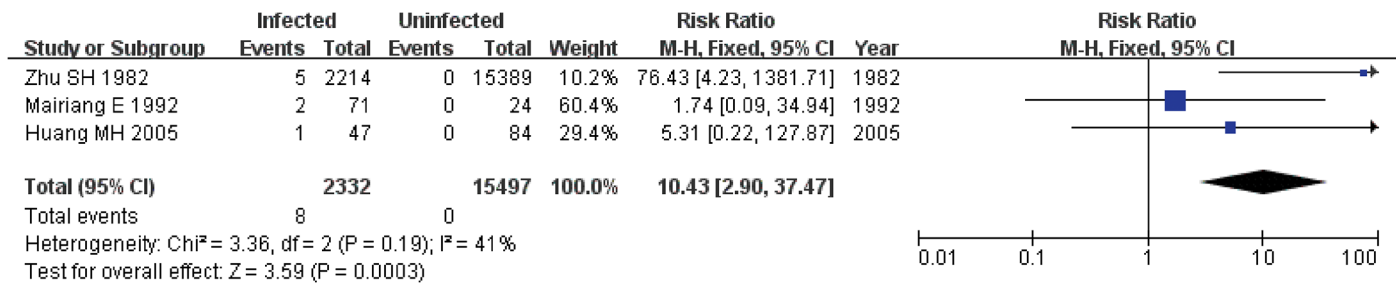 Infected Uninfected Risk Ratio Risk Ratio
Study or Subgroup Events Total Events Total Weight M-H, Fixed, 95% CI Year M-H, Fixed, 95% CI
Zhu SH 1982 5 2214 0 15389 10.2% 76.43 [4.23, 1381.71] 1982
Mairiang E 1992 2 71 0 24 60.4% 1.74 [0.09, 34.94] 1992
Huang MH 2005 1 47 0 84 29.4% 5.31 [0.22, 127.87] 2005
Total (95% CI) 2332 15497 100.0% 10.43 [2.90, 37.47]
Total events 8 0
Heterogeneity: Chi² = 3.36, df = 2 (P = 0.19); I² = 41%
Test for overall effect: Z = 3.59 (P = 0.0003)
0.01 0.1 1 10 100